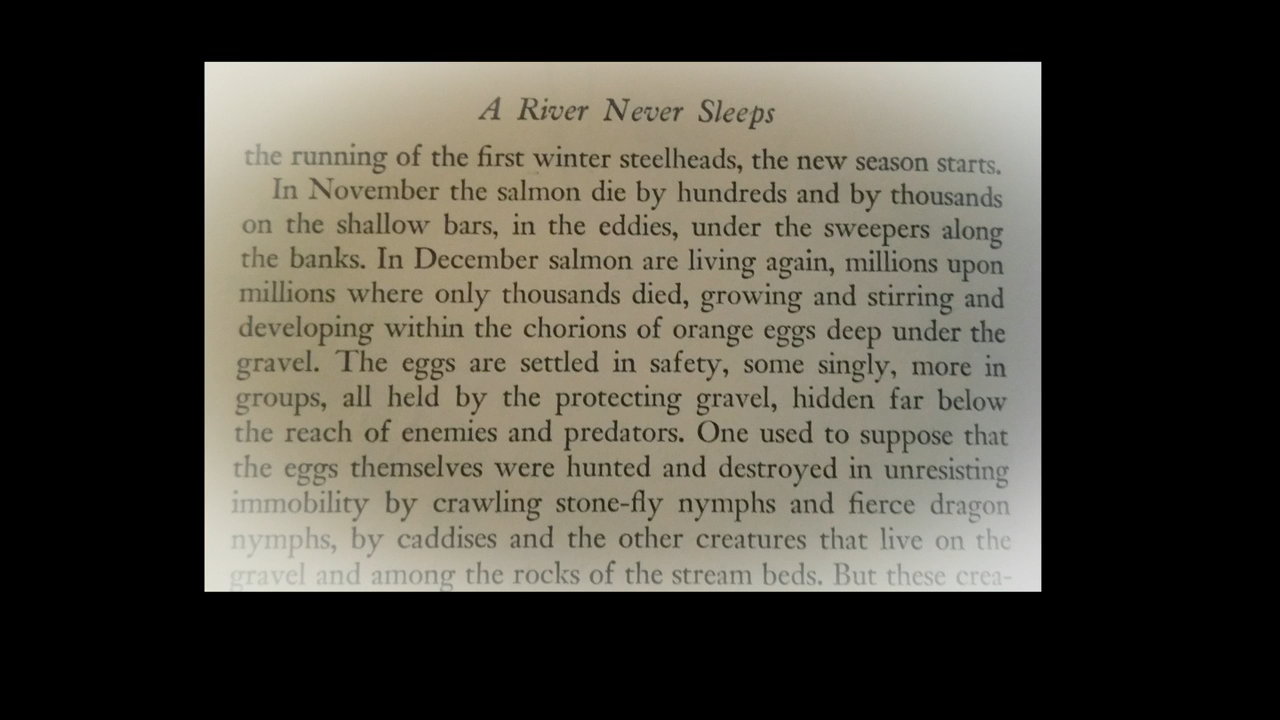 A River Never Sleeps
the running of the first winter steelheads, the new season starts.
In November the salmon die by hundreds and by thousands
on the shallow bars, in the eddies, under the sweepers along
the banks. In December salmon are living again, millions upon
millions where only thousands died, growing and stirring and
developing within the chorions of orange eggs deep under the
gravel. The eggs are settled in safety, some singly, more in
groups, all held by the protecting gravel, hidden far below
the reach of enemies and predators. One used to suppose that
the eggs themselves were hunted and destroyed in unresisting
immobility by crawling stone-fly nymphs and fierce dragon
nymphs, by caddises and the other creatures that live on the
gravel and among the rocks of the stream beds. But these crea-